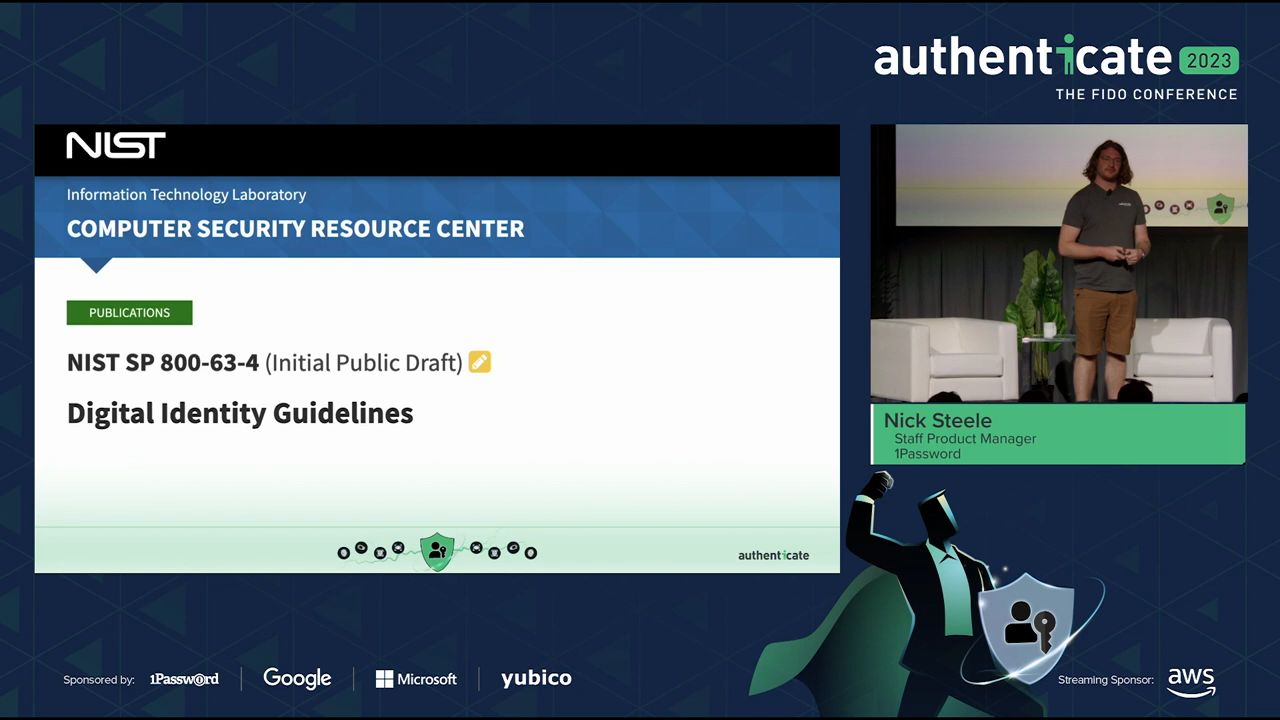 authenticate 2023
THE FIDO CONFERENCE
NIST
Information Technology Laboratory
COMPUTER SECURITY RESOURCE CENTER
PUBLICATIONS
NIST SP 800-63-4 (Initial Public Draft)
Digital Identity Guidelines
authenticate
Nick Steele
Staff Product Manager
1Password
Sponsored by: 1Password Google Microsoft yubico
Streaming Sponsor: aws